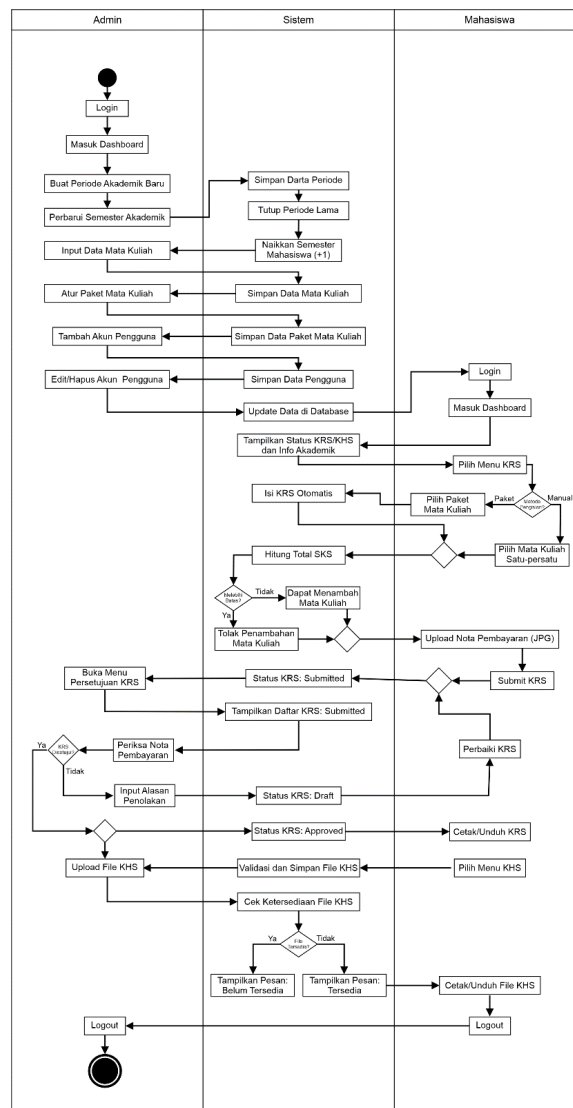 Admin
Sistem
Mahasiswa
Login
Masuk Dashboard
Buat Periode Akademik Baru
Perbarui Semester Akademik
Simpan Darta Periode
Tutup Periode Lama
Naikkan Semester
Mahasiswa (+1)
Input Data Mata Kuliah
Simpan Data Mata Kuliah
Atur Paket Mata Kuliah
Simpan Data Paket Mata Kuliah
Tambah Akun Pengguna
Simpan Data Pengguna
Edit/Hapus Akun Pengguna
Update Data di Database
Login
Masuk Dashboard
Tampilkan Status KRS/KHS
dan Info Akademik
Pilih Menu KRS
Metode
Pengisian?
Paket
Manual
Pilih Paket
Mata Kuliah
Isi KRS Otomatis
Pilih Mata Kuliah
Satu-persatu
Hitung Total SKS
Melebihi
Batas?
Tidak
Ya
Dapat Menambah
Mata Kuliah
Tolak Penambahan
Mata Kuliah
Upload Nota Pembayaran (JPG)
Submit KRS
Status KRS: Submitted
Buka Menu
Persetujuan KRS
Tampilkan Daftar KRS: Submitted
Periksa Nota
Pembayaran
KRS
Disetujui?
Ya
Tidak
Input Alasan
Penolakan
Status KRS: Draft
Perbaiki KRS
Status KRS: Approved
Cetak/Unduh KRS
Upload File KHS
Validasi dan Simpan File KHS
Pilih Menu KHS
Cek Ketersediaan File KHS
File
Tersedia?
Ya
Tidak
Tampilkan Pesan:
Belum Tersedia
Tampilkan Pesan:
Tersedia
Cetak/Unduh File KHS
Logout
Logout